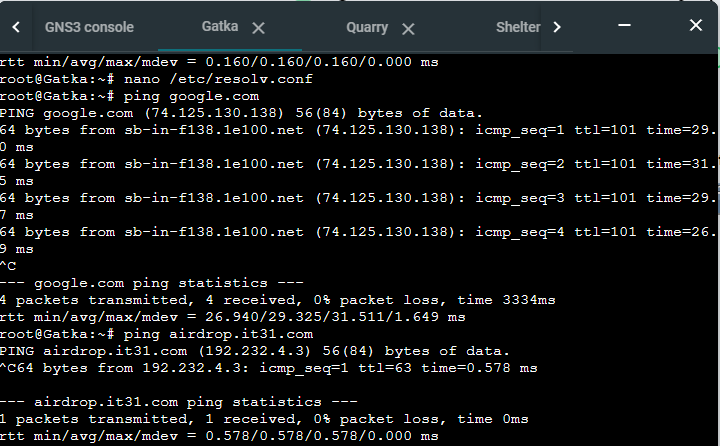 GNS3 console Gatka Quarry Shelter
rtt min/avg/max/mdev = 0.160/0.160/0.160/0.000 ms
root@Gatka:~# nano /etc/resolv.conf
root@Gatka:~# ping google.com
PING google.com (74.125.130.138) 56(84) bytes of data.
64 bytes from sb-in-f138.1e100.net (74.125.130.138): icmp_seq=1 ttl=101 time=29.
0 ms
64 bytes from sb-in-f138.1e100.net (74.125.130.138): icmp_seq=2 ttl=101 time=31.
5 ms
64 bytes from sb-in-f138.1e100.net (74.125.130.138): icmp_seq=3 ttl=101 time=29.
7 ms
64 bytes from sb-in-f138.1e100.net (74.125.130.138): icmp_seq=4 ttl=101 time=26.
9 ms
^C
--- google.com ping statistics ---
4 packets transmitted, 4 received, 0% packet loss, time 3334ms
rtt min/avg/max/mdev = 26.940/29.325/31.511/1.649 ms
root@Gatka:~# ping airdrop.it31.com
PING airdrop.it31.com (192.232.4.3) 56(84) bytes of data.
^C64 bytes from 192.232.4.3: icmp_seq=1 ttl=63 time=0.578 ms
--- airdrop.it31.com ping statistics ---
1 packets transmitted, 1 received, 0% packet loss, time 0ms
rtt min/avg/max/mdev = 0.578/0.578/0.578/0.000 ms